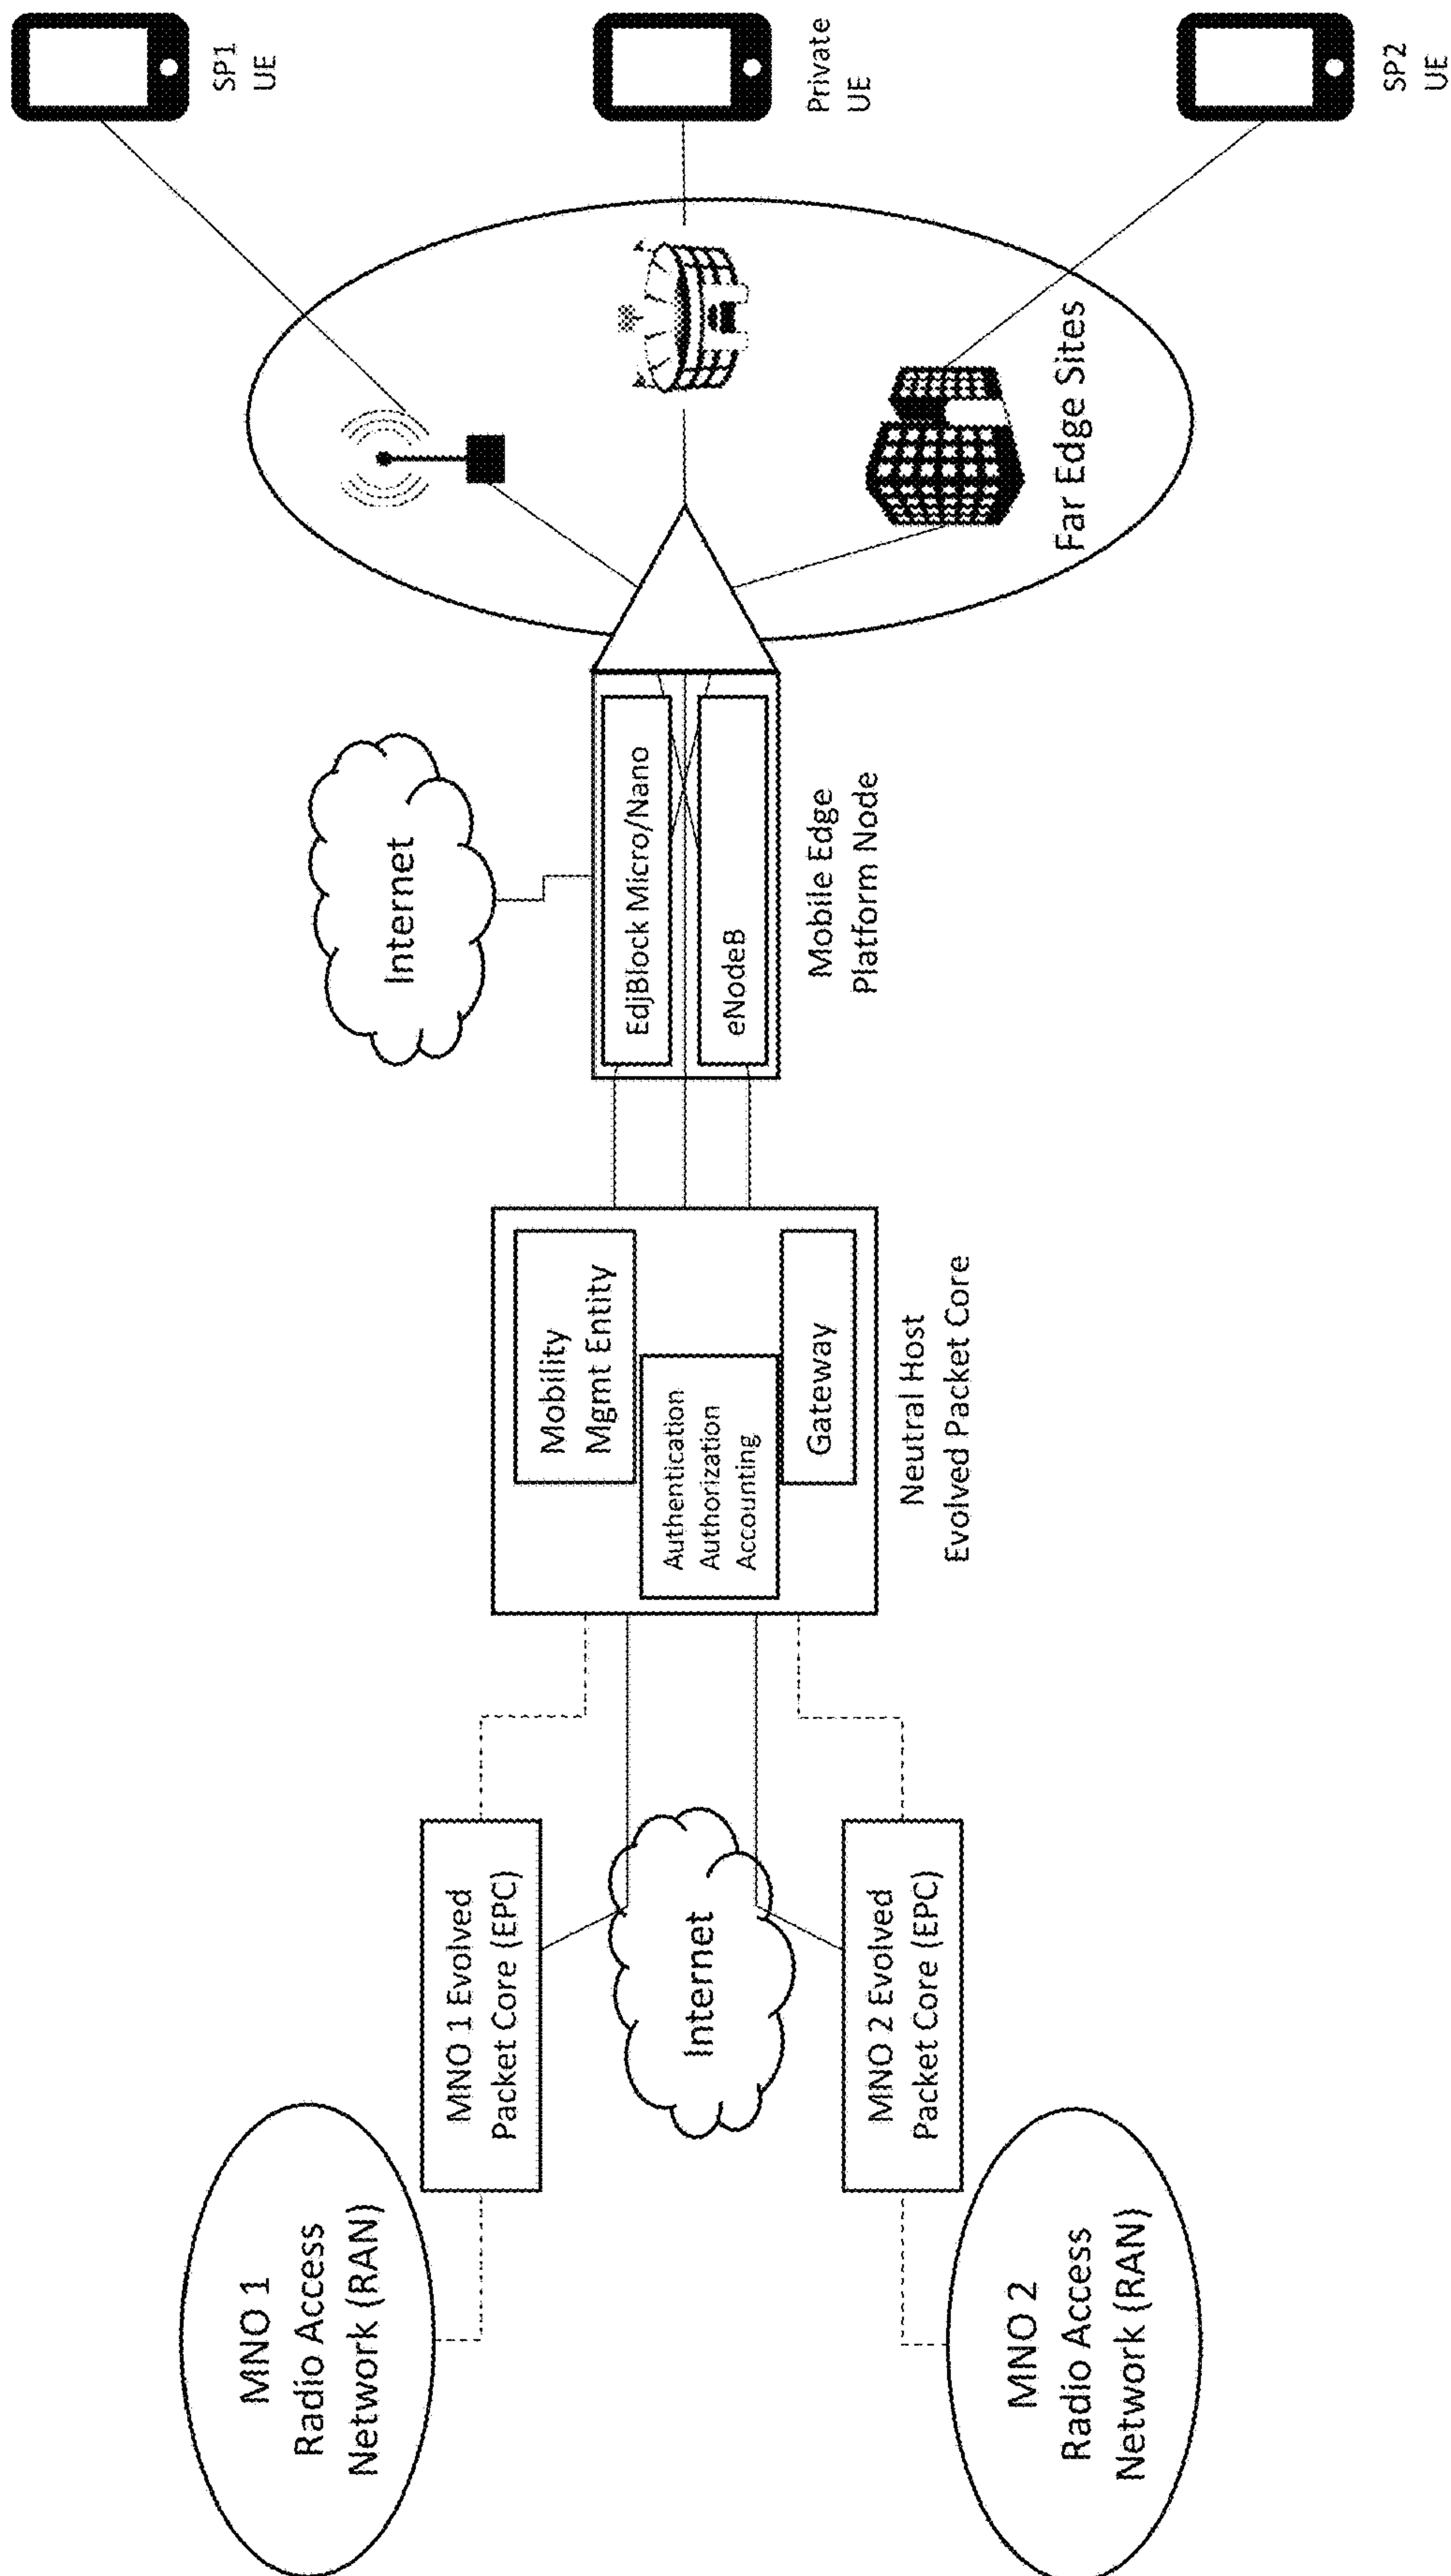 MNO 1
Radio Access
Network (RAN)
MNO 1 Evolved
Packet Core (EPC)
Internet
MNO 2 Evolved
Packet Core (EPC)
MNO 2
Radio Access
Network (RAN)
Mobility
Mgmt Entity
Authentication
Authorization
Accounting
Gateway
Neutral Host
Evolved Packet Core
Internet
EdjBlock Micro/Nano
eNodeB
Mobile Edge
Platform Node
Far Edge Sites
SP1
UE
Private
UE
SP2
UE